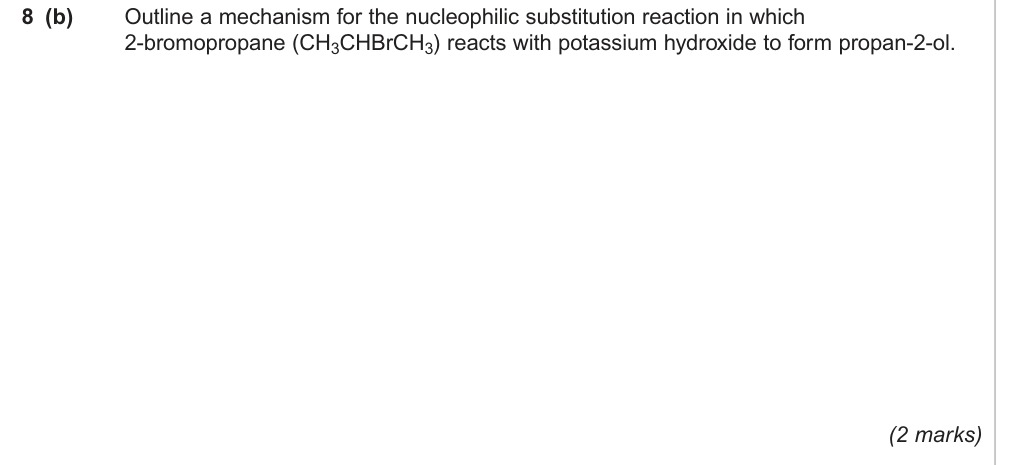 8 (b) Outline a mechanism for the nucleophilic substitution reaction in which
2-bromopropane (CH₃CHBrCH₃) reacts with potassium hydroxide to form propan-2-ol.
(2 marks)